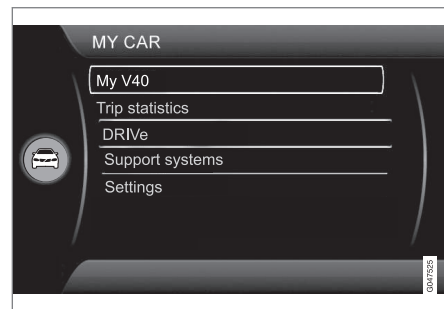 MY CAR
My V40
Trip statistics
DRIVe
Support systems
Settings
G047525